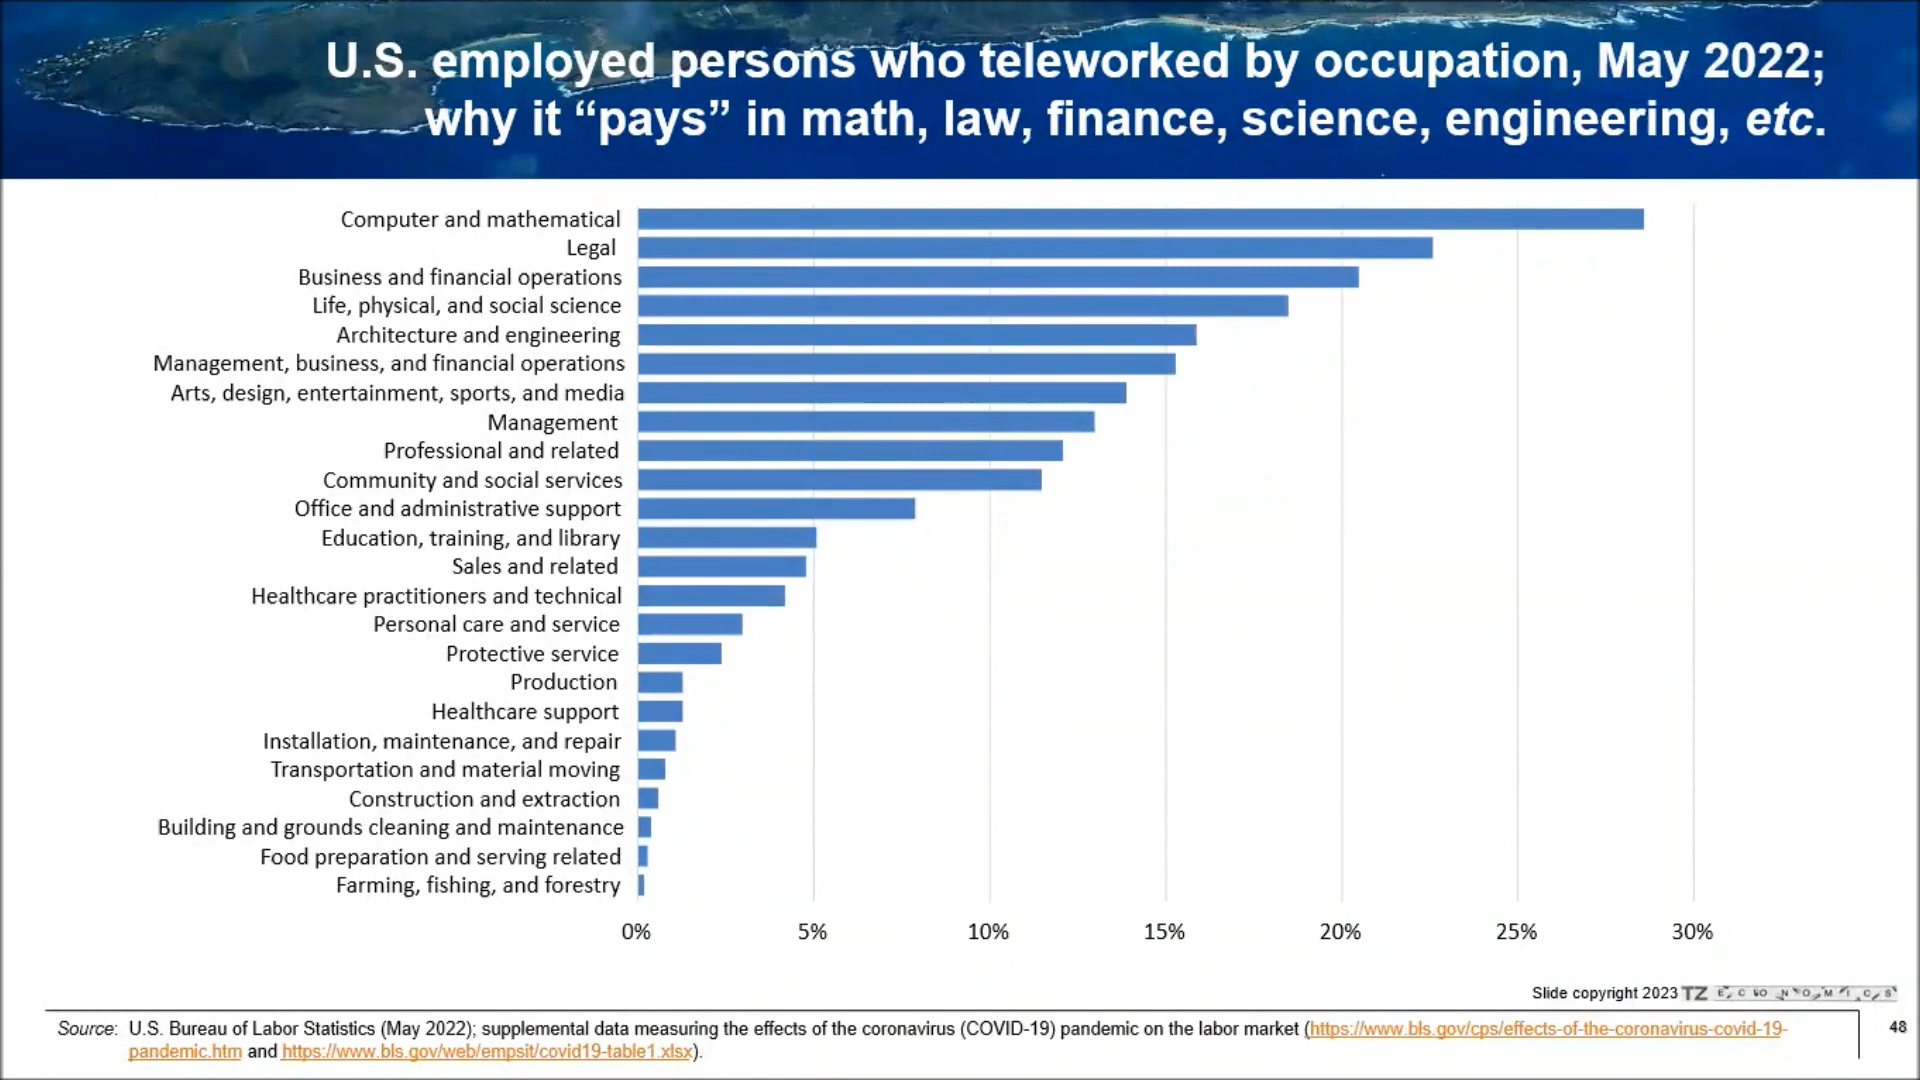 U.S. employed persons who teleworked by occupation, May 2022;
why it “pays” in math, law, finance, science, engineering, etc.
Computer and mathematical
Legal
Business and financial operations
Life, physical, and social science
Architecture and engineering
Management, business, and financial operations
Arts, design, entertainment, sports, and media
Management
Professional and related
Community and social services
Office and administrative support
Education, training, and library
Sales and related
Healthcare practitioners and technical
Personal care and service
Protective service
Production
Healthcare support
Installation, maintenance, and repair
Transportation and material moving
Construction and extraction
Building and grounds cleaning and maintenance
Food preparation and serving related
Farming, fishing, and forestry
0% 5% 10% 15% 20% 25% 30%
Slide copyright 2023 TZ ECONOMICS
Source: U.S. Bureau of Labor Statistics (May 2022); supplemental data measuring the effects of the coronavirus (COVID-19) pandemic on the labor market (https://www.bls.gov/cps/effects-of-the-coronavirus-covid-19-
pandemic.htm and https://www.bls.gov/web/empsit/covid19-table1.xlsx).
48